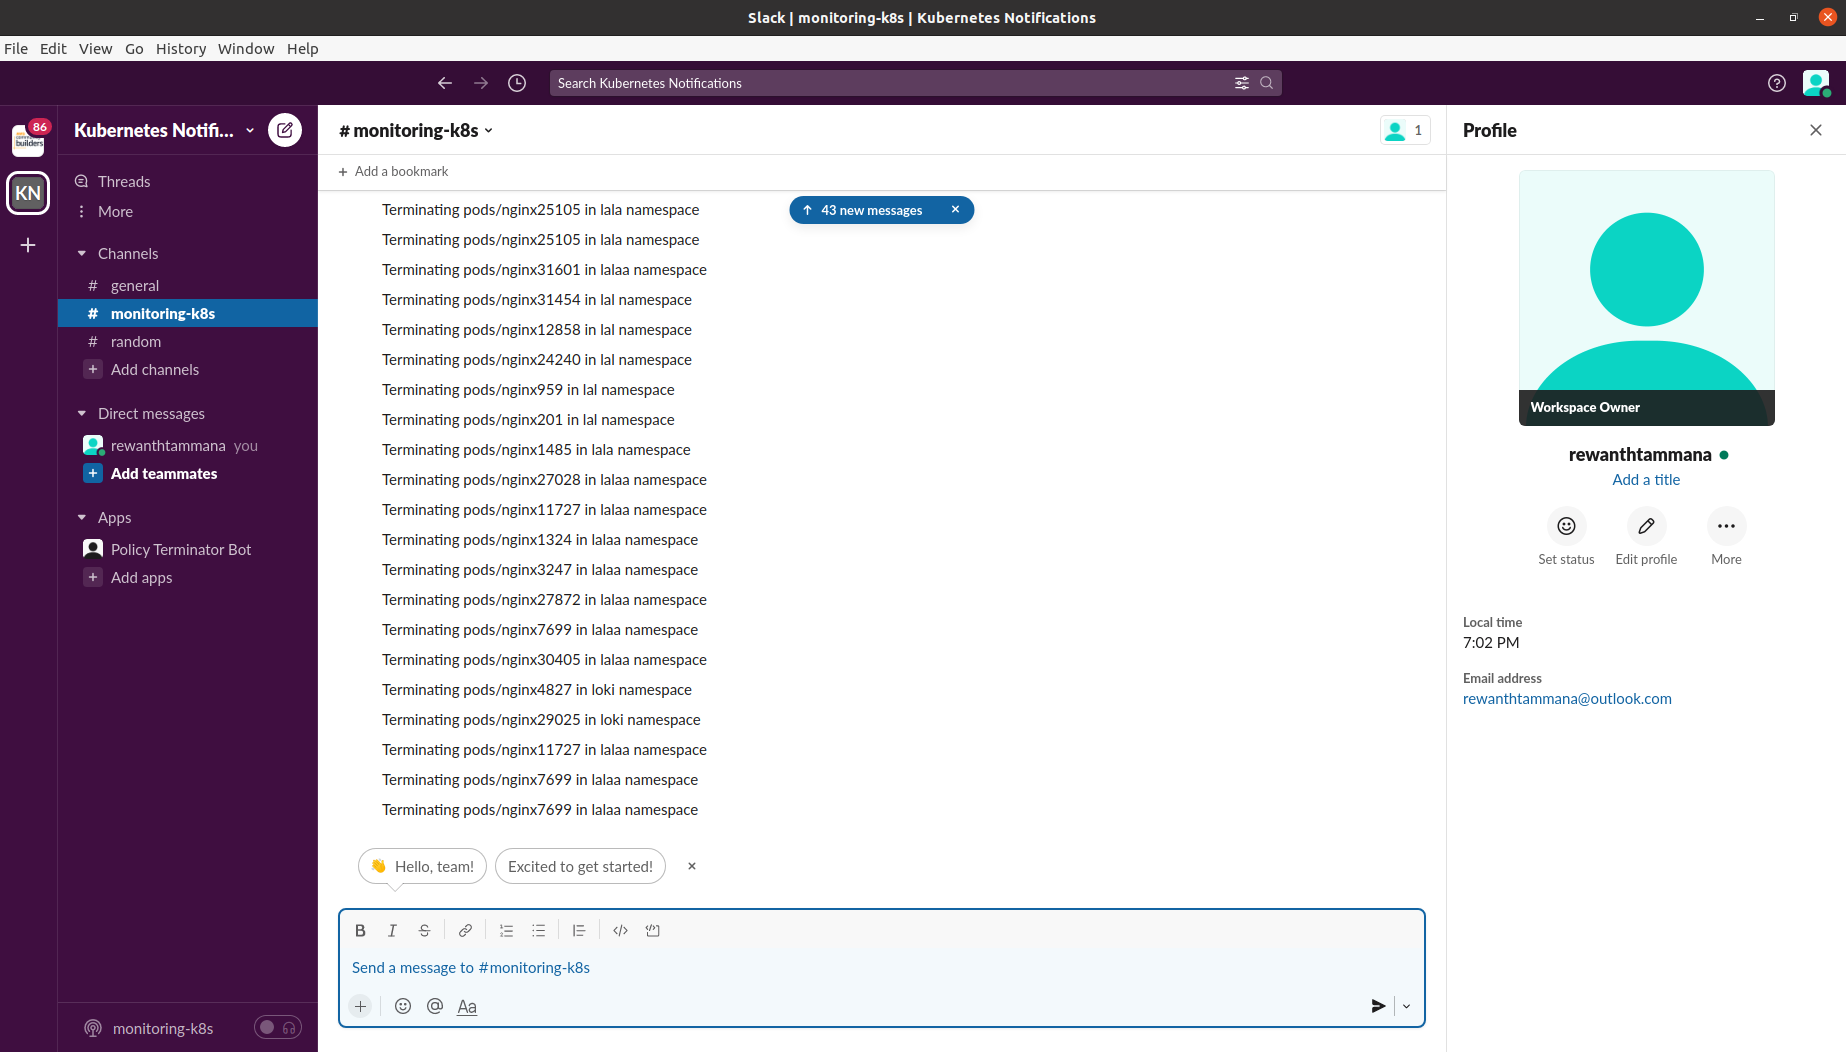 Slack | monitoring-k8s | Kubernetes Notifications
File Edit View Go History Window Help
Search Kubernetes Notifications
86
builders
KN
Kubernetes Notifi...
Threads
More
Channels
# general
# monitoring-k8s
# random
Add channels
Direct messages
rewanthtammana you
Add teammates
Apps
Policy Terminator Bot
Add apps
monitoring-k8s
# monitoring-k8s
1
Add a bookmark
43 new messages
Terminating pods/nginx25105 in lala namespace
Terminating pods/nginx25105 in lala namespace
Terminating pods/nginx31601 in lalaa namespace
Terminating pods/nginx31454 in lal namespace
Terminating pods/nginx12858 in lal namespace
Terminating pods/nginx24240 in lal namespace
Terminating pods/nginx959 in lal namespace
Terminating pods/nginx201 in lal namespace
Terminating pods/nginx1485 in lala namespace
Terminating pods/nginx27028 in lalaa namespace
Terminating pods/nginx11727 in lalaa namespace
Terminating pods/nginx1324 in lalaa namespace
Terminating pods/nginx3247 in lalaa namespace
Terminating pods/nginx27872 in lalaa namespace
Terminating pods/nginx7699 in lalaa namespace
Terminating pods/nginx30405 in lalaa namespace
Terminating pods/nginx4827 in loki namespace
Terminating pods/nginx29025 in loki namespace
Terminating pods/nginx11727 in lalaa namespace
Terminating pods/nginx7699 in lalaa namespace
Terminating pods/nginx7699 in lalaa namespace
👋 Hello, team!
Excited to get started!
Send a message to #monitoring-k8s
Aa
Profile
Workspace Owner
rewanthtammana
Add a title
Set status
Edit profile
More
Local time
7:02 PM
Email address
rewanthtammana@outlook.com